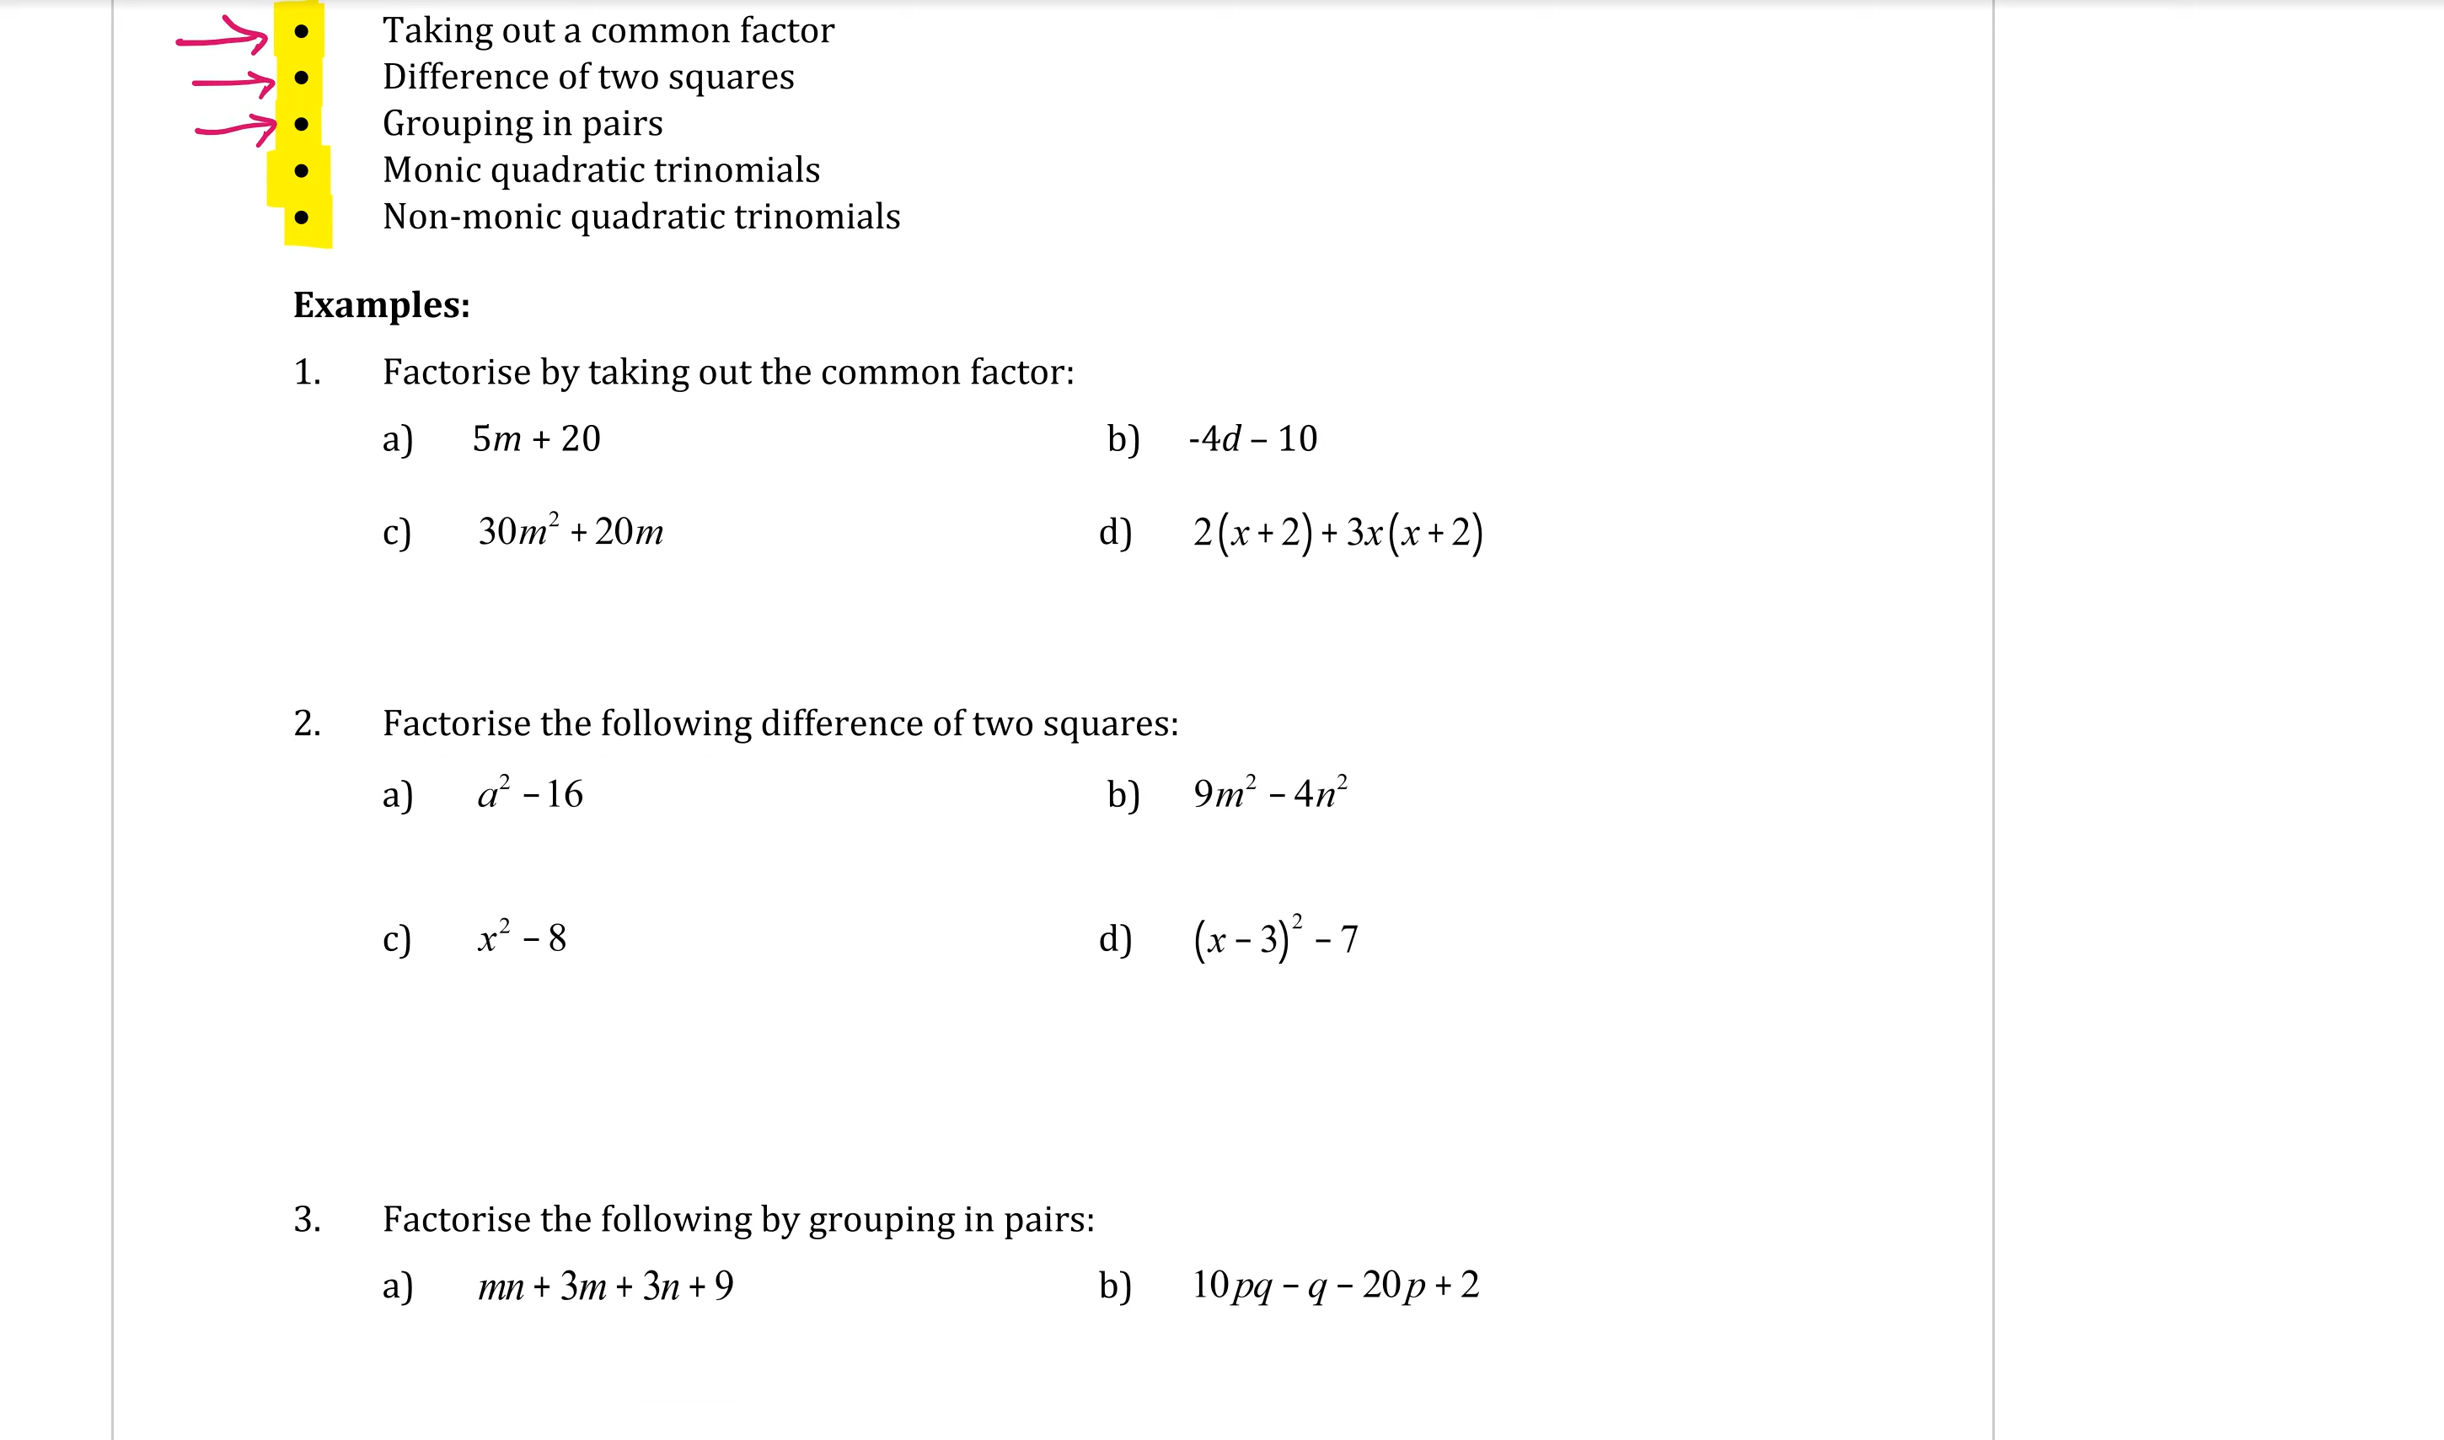 • Taking out a common factor
• Difference of two squares
• Grouping in pairs
• Monic quadratic trinomials
• Non-monic quadratic trinomials
Examples:
1. Factorise by taking out the common factor:
a) 5m + 20 b) -4d – 10
c) 30m² + 20m d) 2(x + 2) + 3x(x + 2)
2. Factorise the following difference of two squares:
a) a² – 16 b) 9m² – 4n²
c) x² – 8 d) (x – 3)² – 7
3. Factorise the following by grouping in pairs:
a) mn + 3m + 3n + 9 b) 10pq – q – 20p + 2